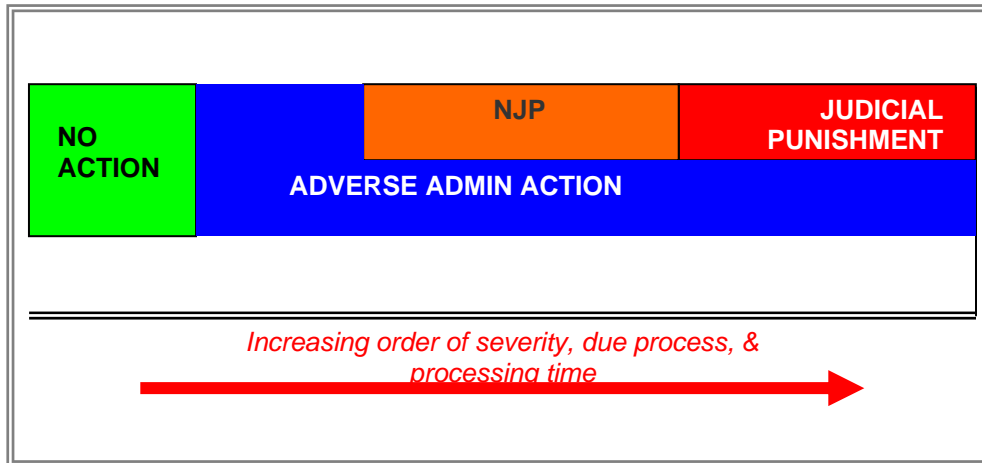 NO
ACTION
NJP
JUDICIAL
PUNISHMENT
ADVERSE ADMIN ACTION
Increasing order of severity, due process, &
processing time